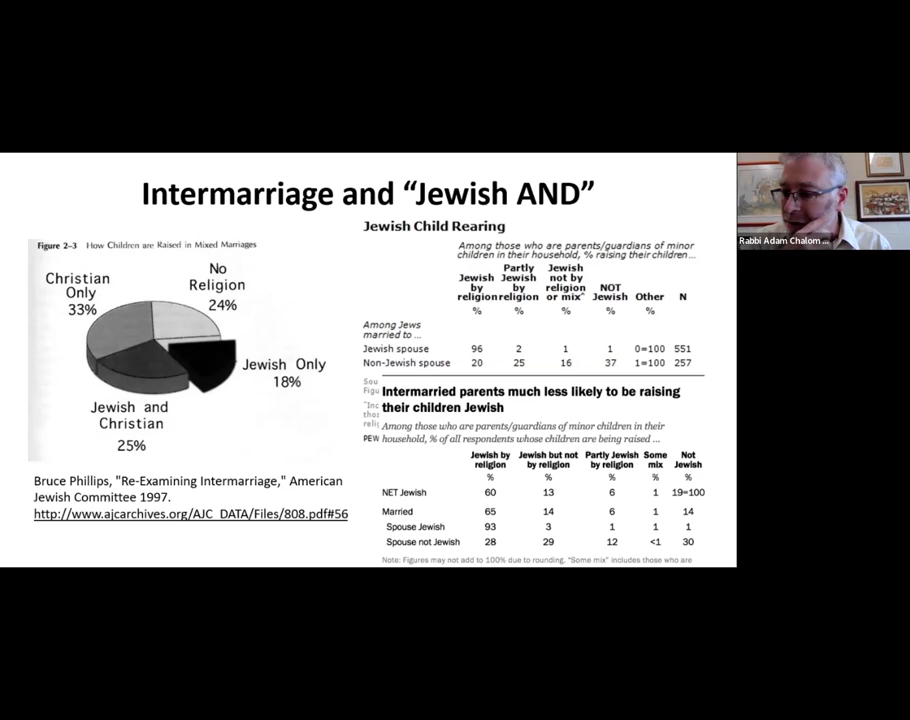 Intermarriage and “Jewish AND”
Figure 2–3 How Children are Raised in Mixed Marriages
Christian
Only
33%
No
Religion
24%
Jewish Only
18%
Jewish and
Christian
25%
Bruce Phillips, "Re-Examining Intermarriage," American
Jewish Committee 1997.
http://www.ajcarchives.org/AJC_DATA/Files/808.pdf#56
Jewish Child Rearing
Among those who are parents/guardians of minor
children in their household, % raising their children...
Jewish by religion Partly Jewish by religion Jewish not by religion or mix^ NOT Jewish Other N
% % % % %
Among Jews
married to ...
Jewish spouse 96 2 1 1 0=100 551
Non-Jewish spouse 20 25 16 37 1=100 257
Sou
Figu
"Inc
thos
relig
PEW
Intermarried parents much less likely to be raising
their children Jewish
Among those who are parents/guardians of minor children in their
household, % of all respondents whose children are being raised ...
Jewish by religion Jewish but not by religion Partly Jewish by religion Some mix Not Jewish
% % % % %
NET Jewish 60 13 6 1 19=100
Married 65 14 6 1 14
Spouse Jewish 93 3 1 1 1
Spouse not Jewish 28 29 12 <1 30
Note: Figures may not add to 100% due to rounding. “Some mix” includes those who are
Rabbi Adam Chalom ...